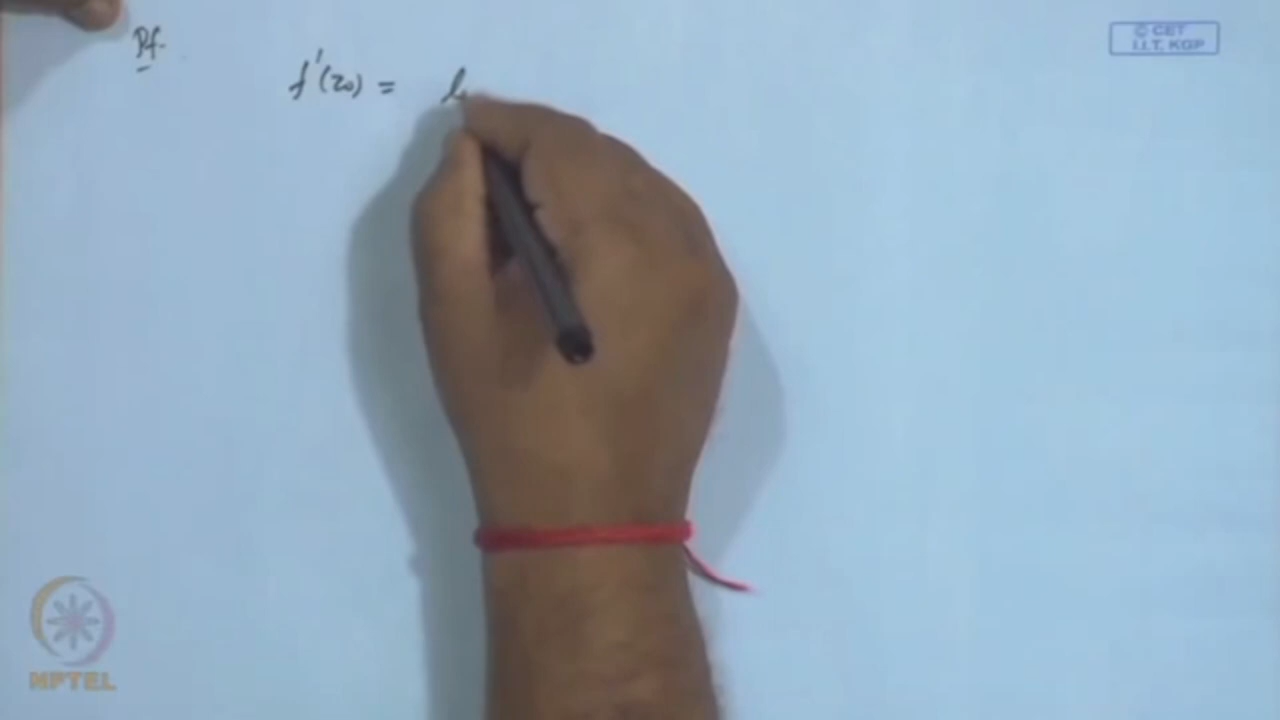 Pf.
© CET
I.I.T. KGP
f'(z₀) = l
NPTEL